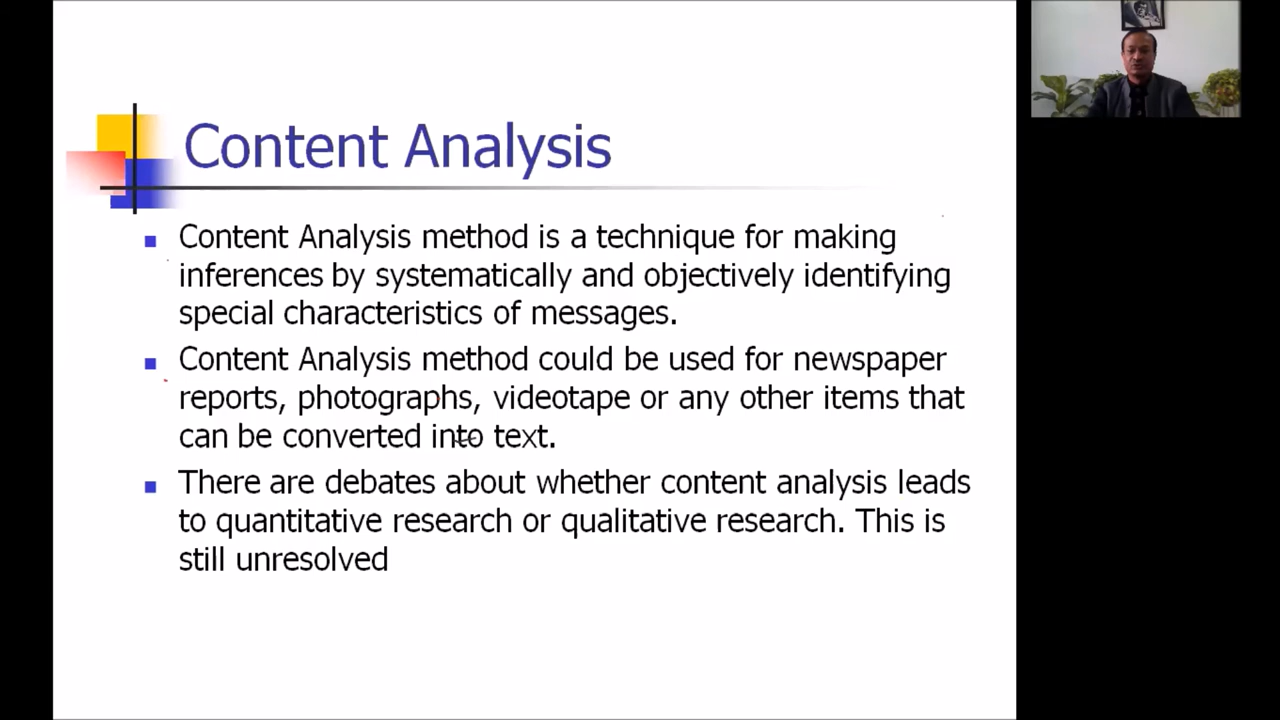 Content Analysis
Content Analysis method is a technique for making
inferences by systematically and objectively identifying
special characteristics of messages.
Content Analysis method could be used for newspaper
reports, photographs, videotape or any other items that
can be converted into text.
There are debates about whether content analysis leads
to quantitative research or qualitative research. This is
still unresolved